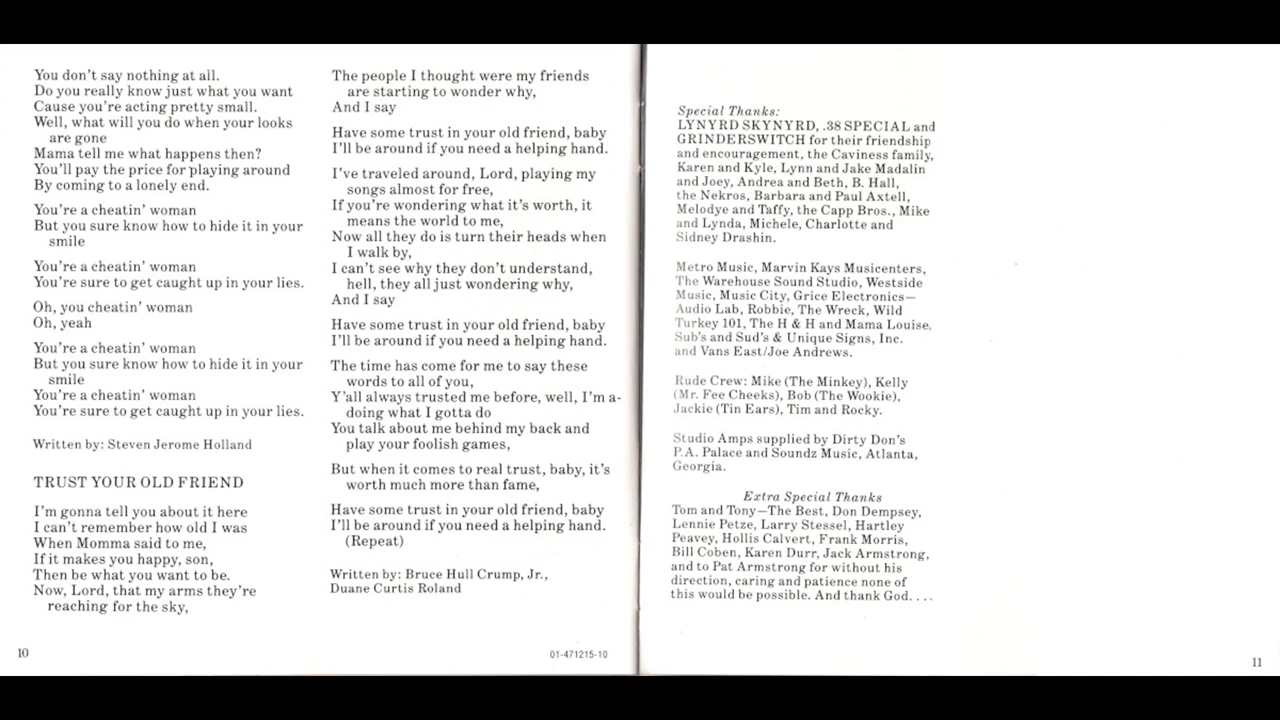 You don't say nothing at all.
Do you really know just what you want
Cause you're acting pretty small.
Well, what will you do when your looks
are gone
Mama tell me what happens then?
You'll pay the price for playing around
By coming to a lonely end.
You're a cheatin' woman
But you sure know how to hide it in your
smile
You're a cheatin' woman
You're sure to get caught up in your lies.
Oh, you cheatin' woman
Oh, yeah
You're a cheatin' woman
But you sure know how to hide it in your
smile
You're a cheatin' woman
You're sure to get caught up in your lies.
Written by: Steven Jerome Holland
TRUST YOUR OLD FRIEND
I'm gonna tell you about it here
I can't remember how old I was
When Momma said to me,
If it makes you happy, son,
Then be what you want to be.
Now, Lord, that my arms they're
reaching for the sky,
10
The people I thought were my friends
are starting to wonder why,
And I say
Have some trust in your old friend, baby
I'll be around if you need a helping hand.
I've traveled around, Lord, playing my
songs almost for free,
If you're wondering what it's worth, it
means the world to me,
Now all they do is turn their heads when
I walk by,
I can't see why they don't understand,
hell, they all just wondering why,
And I say
Have some trust in your old friend, baby
I'll be around if you need a helping hand.
The time has come for me to say these
words to all of you,
Y'all always trusted me before, well, I'm a-
doing what I gotta do
You talk about me behind my back and
play your foolish games,
But when it comes to real trust, baby, it's
worth much more than fame,
Have some trust in your old friend, baby
I'll be around if you need a helping hand.
(Repeat)
Written by: Bruce Hull Crump, Jr.,
Duane Curtis Roland
01-471215-10
Special Thanks:
LYNYRD SKYNYRD, .38 SPECIAL and
GRINDERSWITCH for their friendship
and encouragement, the Caviness family,
Karen and Kyle, Lynn and Jake Madalin
and Joey, Andrea and Beth, B. Hall,
the Nekros, Barbara and Paul Axtell,
Melodye and Taffy, the Capp Bros., Mike
and Lynda, Michele, Charlotte and
Sidney Drashin.
Metro Music, Marvin Kays Musicenters,
The Warehouse Sound Studio, Westside
Music, Music City, Grice Electronics—
Audio Lab, Robbie, The Wreck, Wild
Turkey 101, The H & H and Mama Louise,
Sub's and Sud's & Unique Signs, Inc.
and Vans East/Joe Andrews.
Rude Crew: Mike (The Minkey), Kelly
(Mr. Fee Cheeks), Bob (The Wookie),
Jackie (Tin Ears), Tim and Rocky.
Studio Amps supplied by Dirty Don's
P.A. Palace and Soundz Music, Atlanta,
Georgia.
Extra Special Thanks
Tom and Tony—The Best, Don Dempsey,
Lennie Petze, Larry Stessel, Hartley
Peavey, Hollis Calvert, Frank Morris,
Bill Coben, Karen Durr, Jack Armstrong,
and to Pat Armstrong for without his
direction, caring and patience none of
this would be possible. And thank God. . . .
11